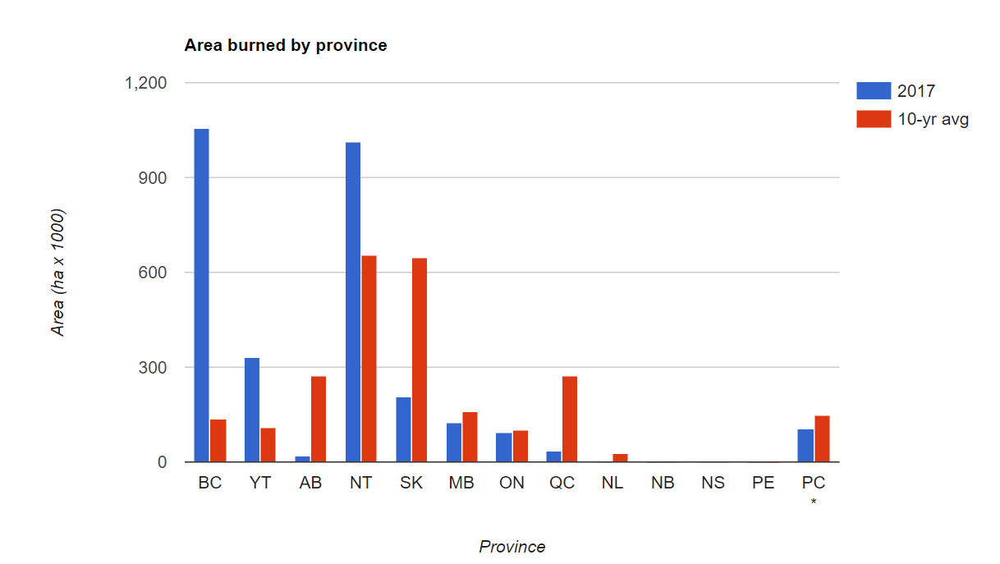 Area burned by province
1,200
900
600
300
0
Area (ha x 1000)
2017
10-yr avg
BC YT AB NT SK MB ON QC NL NB NS PE PC
*
Province